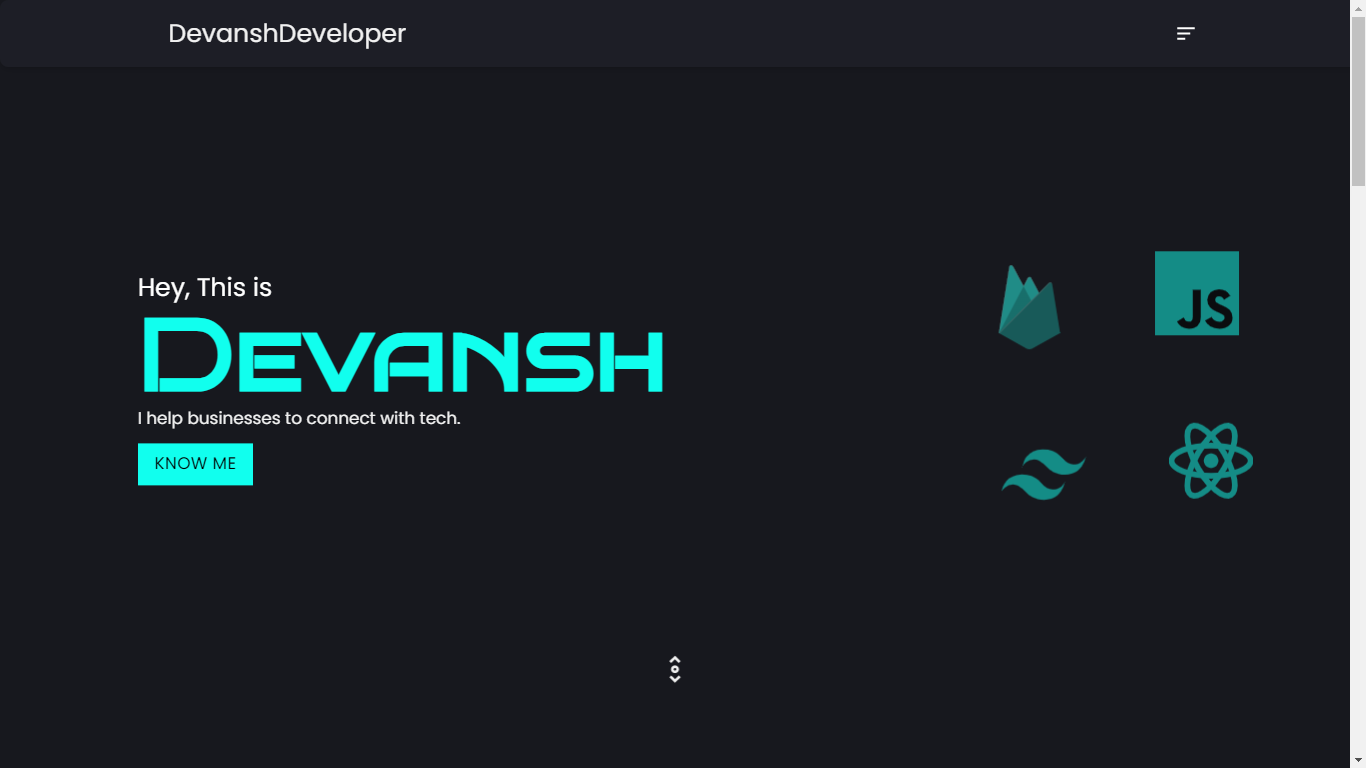 DevanshDeveloper
Hey, This is
Devansh
I help businesses to connect with tech.
KNOW ME
JS